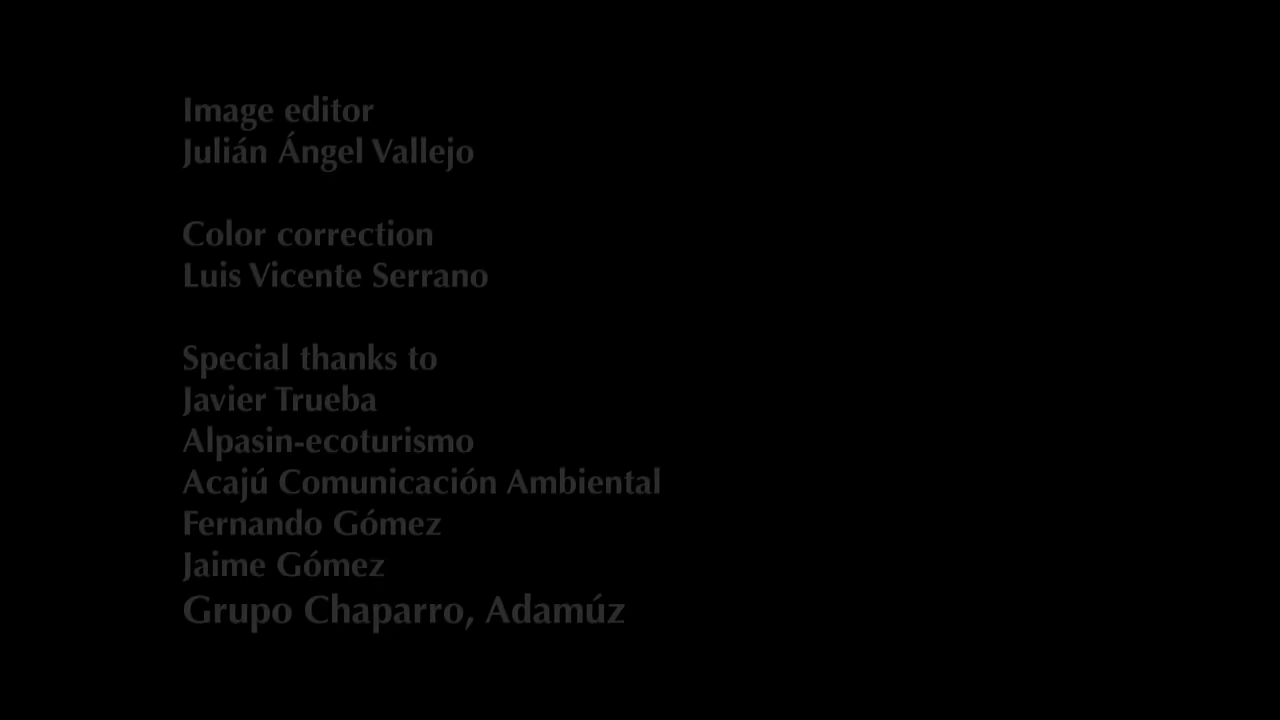 Image editor
Julián Ángel Vallejo
Color correction
Luis Vicente Serrano
Special thanks to
Javier Trueba
Alpasin-ecoturismo
Acajú Comunicación Ambiental
Fernando Gómez
Jaime Gómez
Grupo Chaparro, Adamúz